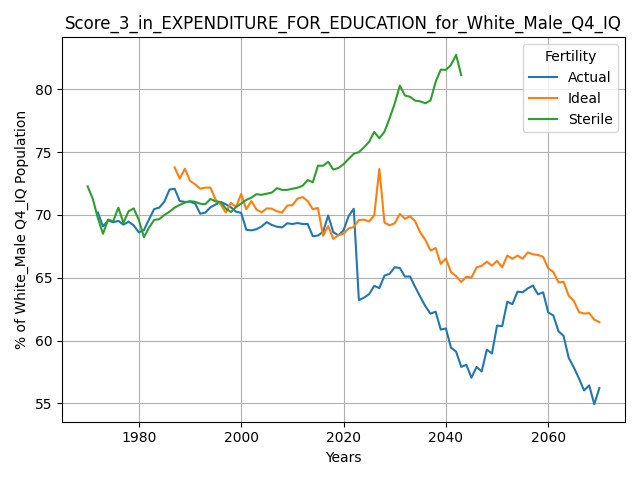 Score_3_in_EXPENDITURE_FOR_EDUCATION_for_White_Male_Q4_IQ
Fertility
Actual
Ideal
Sterile
% of White_Male Q4_IQ Population
80
75
70
65
60
55
1980
2000
2020
2040
2060
Years